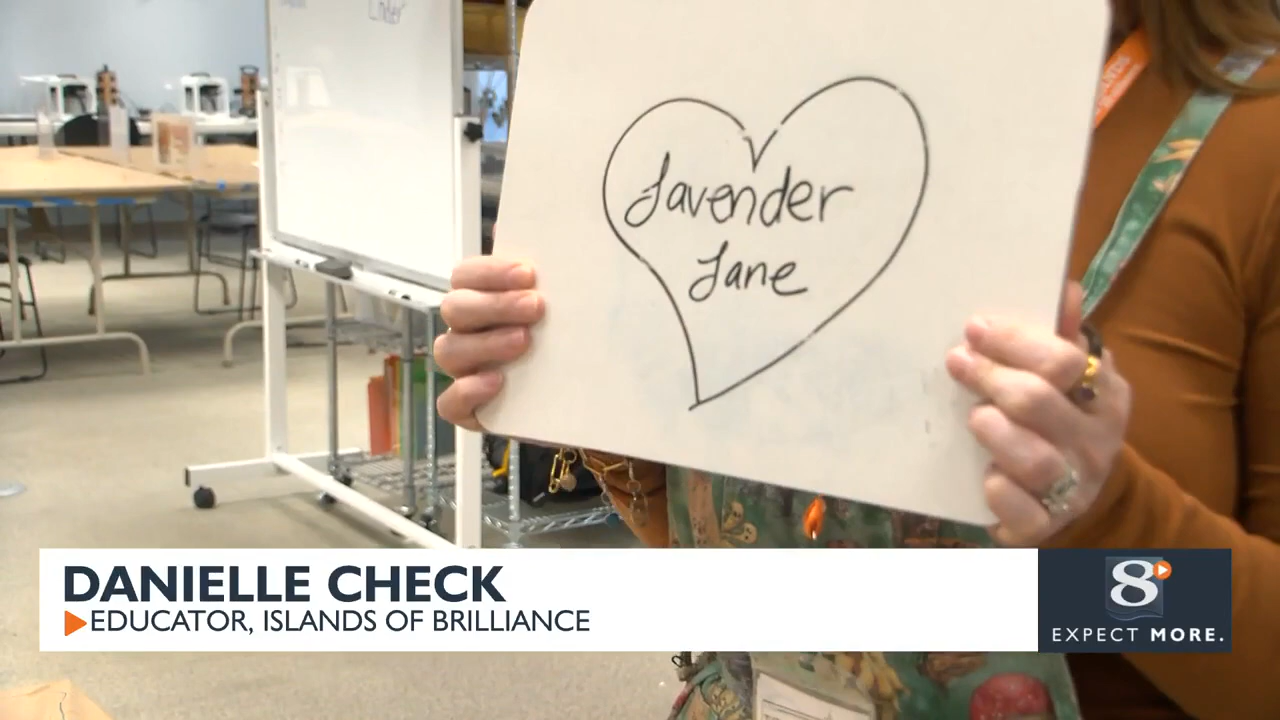 Lavender
Lane
DANIELLE CHECK
EDUCATOR, ISLANDS OF BRILLIANCE
8
EXPECT MORE.